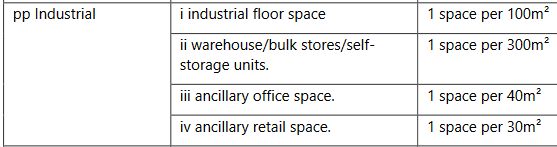 pp Industrial
i industrial floor space
1 space per 100m²
ii warehouse/bulk stores/self-
storage units.
1 space per 300m²
iii ancillary office space.
1 space per 40m²
iv ancillary retail space.
1 space per 30m²